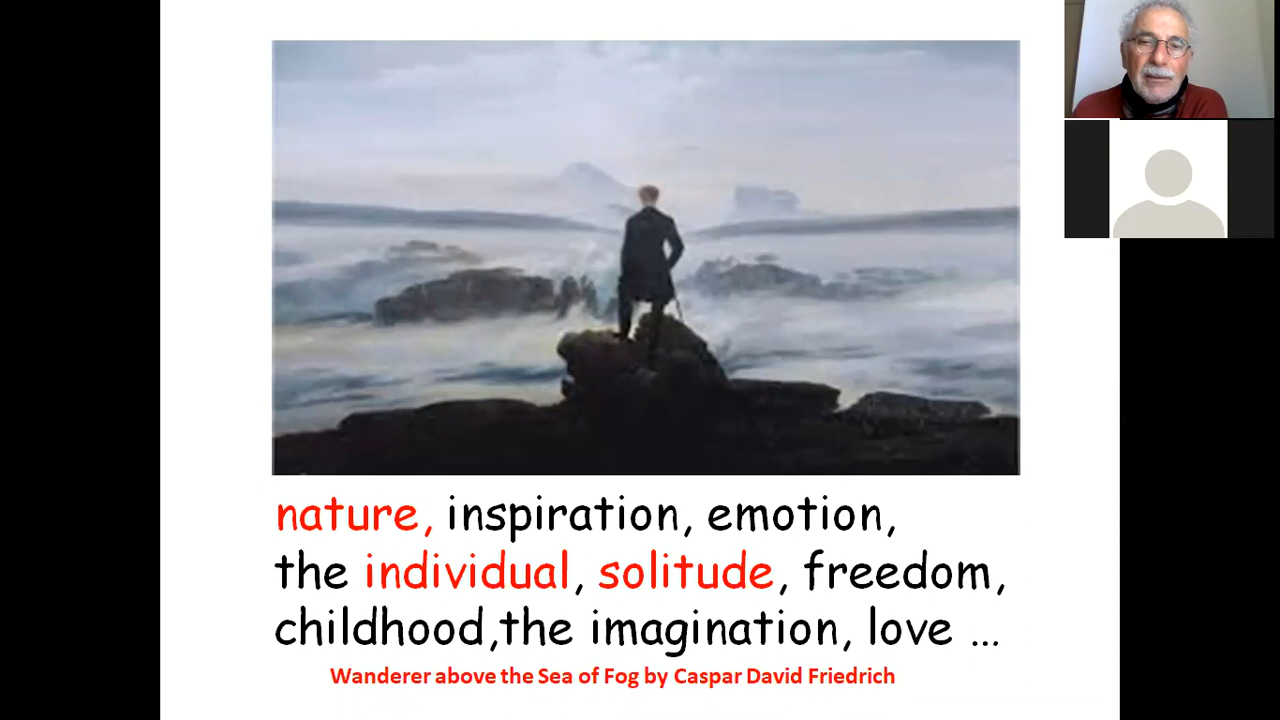 nature, inspiration, emotion,
the individual, solitude, freedom,
childhood,the imagination, love ...
Wanderer above the Sea of Fog by Caspar David Friedrich